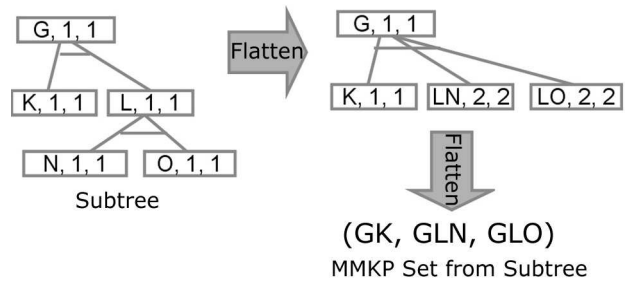 G, 1, 1
K, 1, 1
L, 1, 1
N, 1, 1
O, 1, 1
Subtree
Flatten
G, 1, 1
K, 1, 1
LN, 2, 2
LO, 2, 2
Flatten
(GK, GLN, GLO)
MMKP Set from Subtree